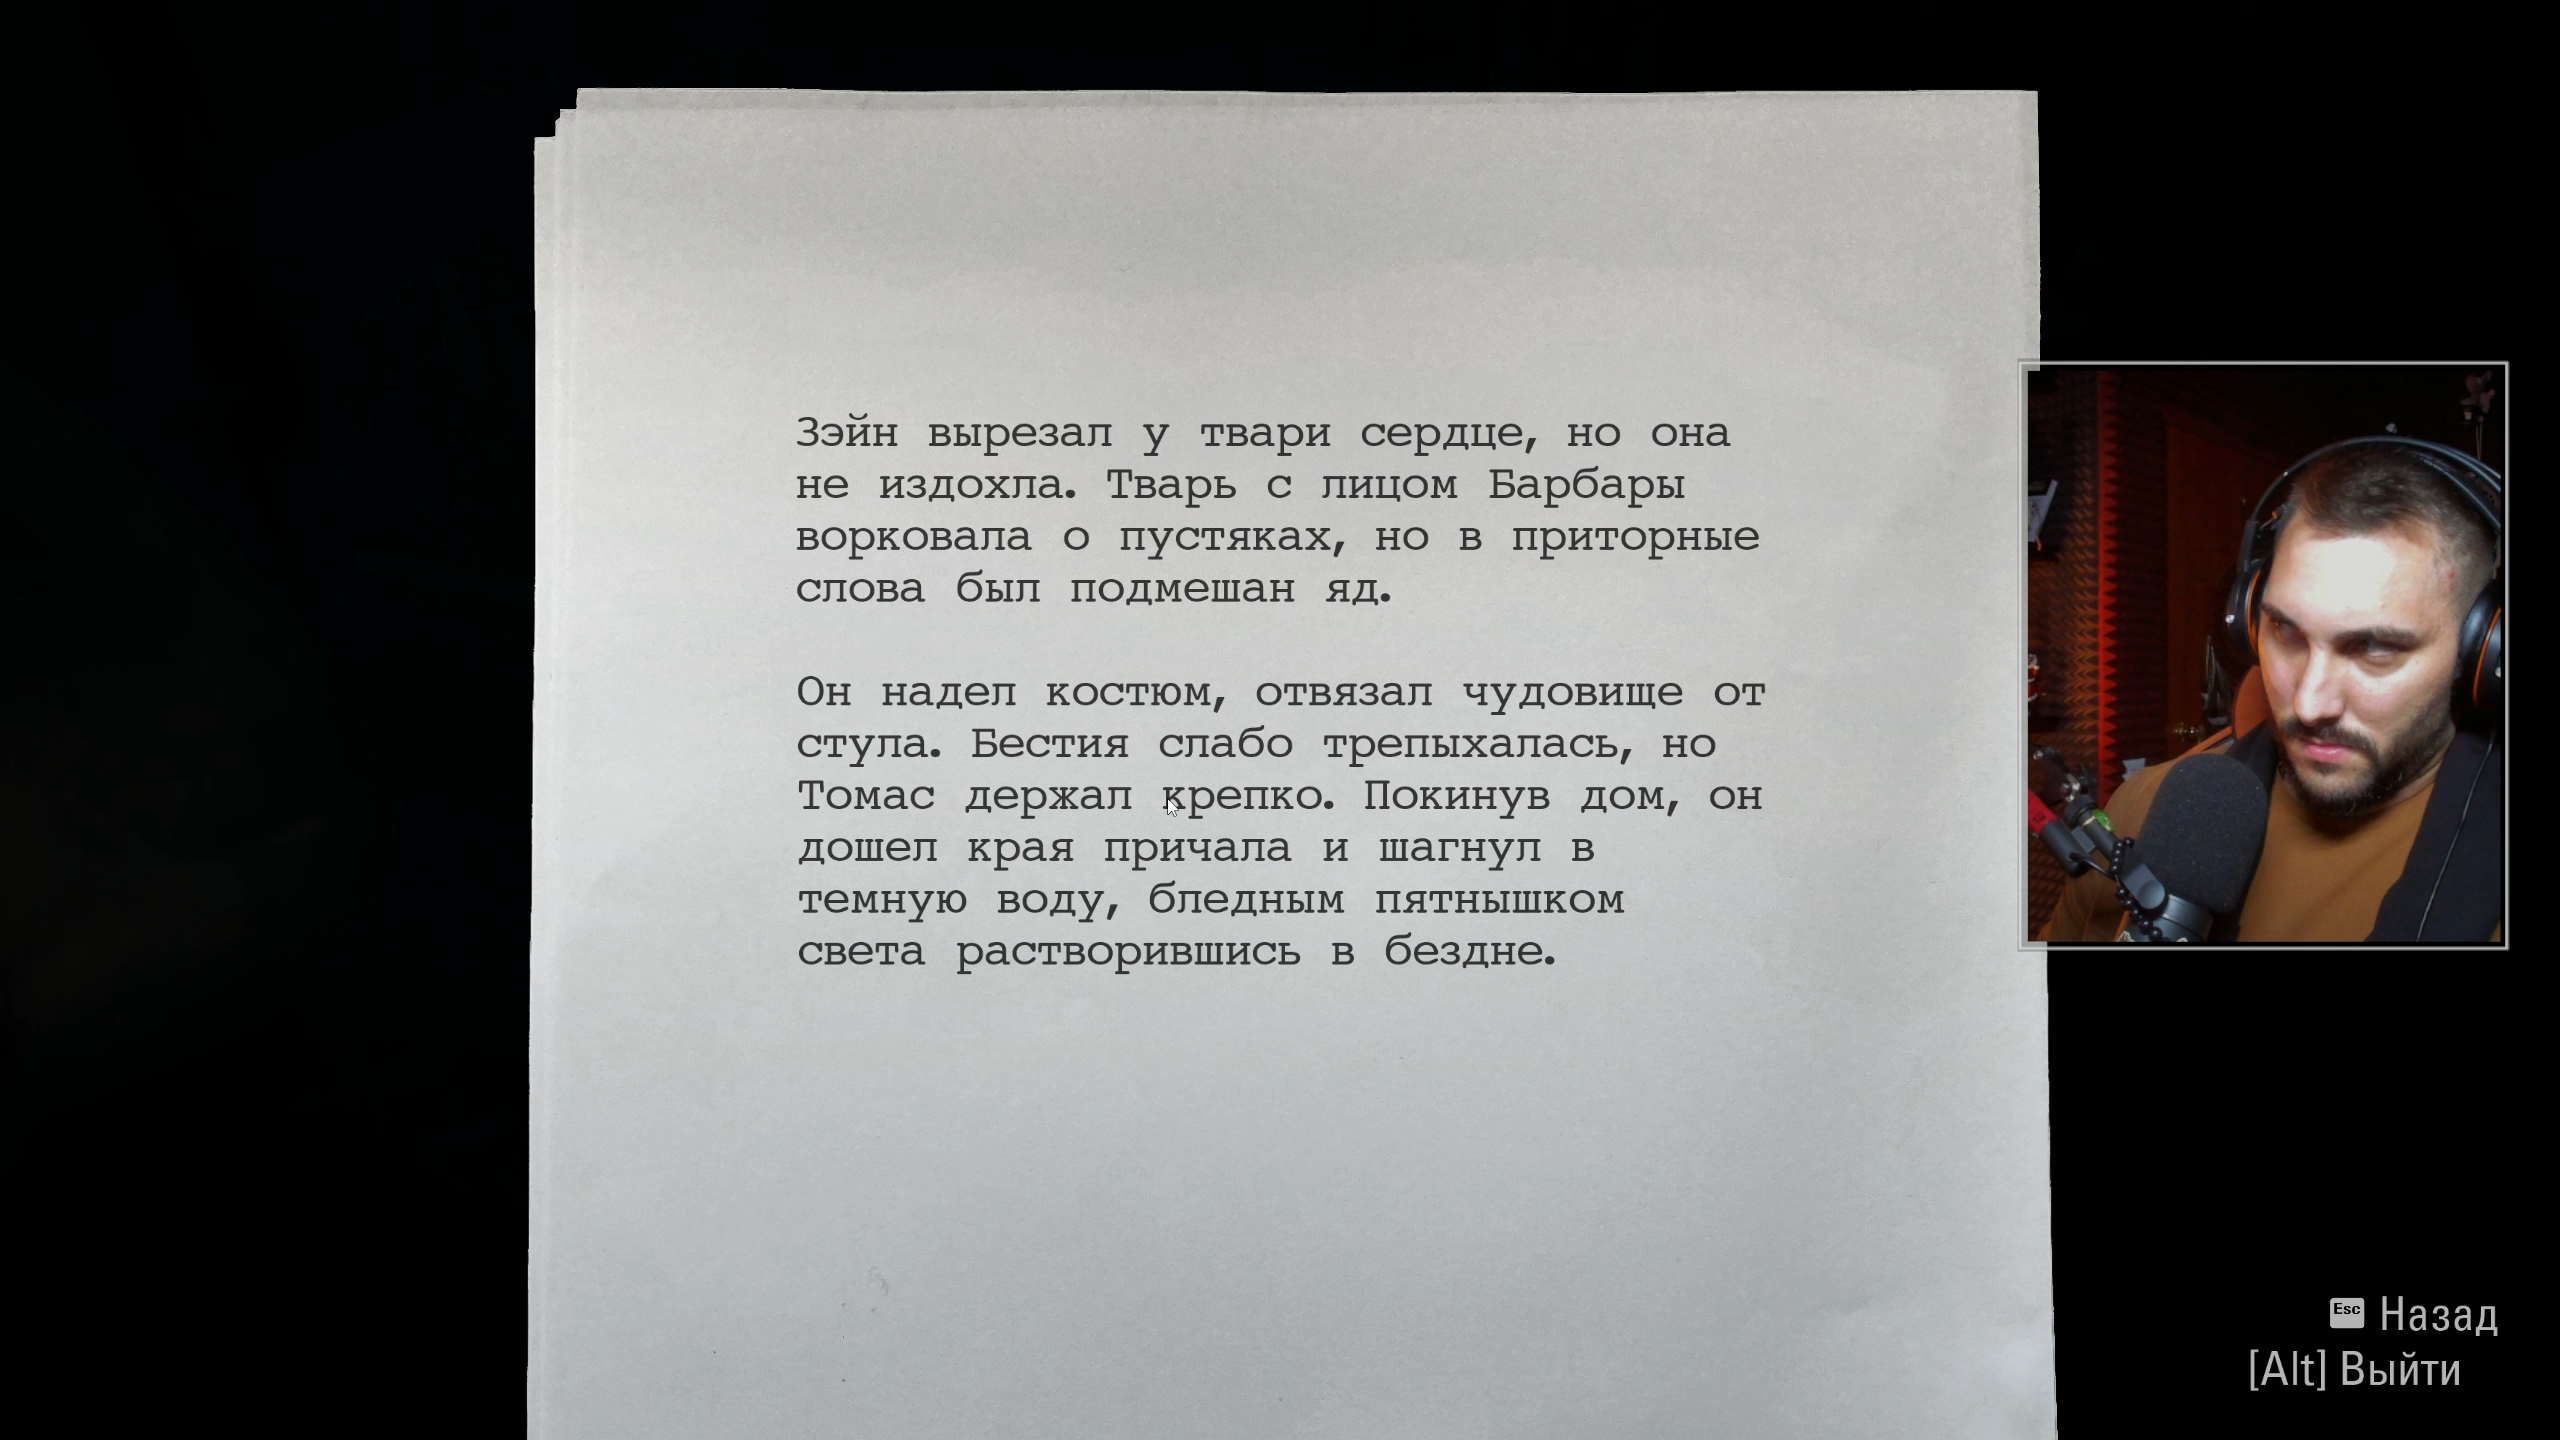 Зэйн вырезал у твари сердце, но она
не издохла. Тварь с лицом Барбары
ворковала о пустяках, но в приторные
слова был подмешан яд.
Он надел костюм, отвязал чудовище от
стула. Бестия слабо трепыхалась, но
Томас держал крепко. Покинув дом, он
дошел края причала и шагнул в
темную воду, бледным пятнышком
света растворившись в бездне.
Esc Назад
[Alt] Выйти